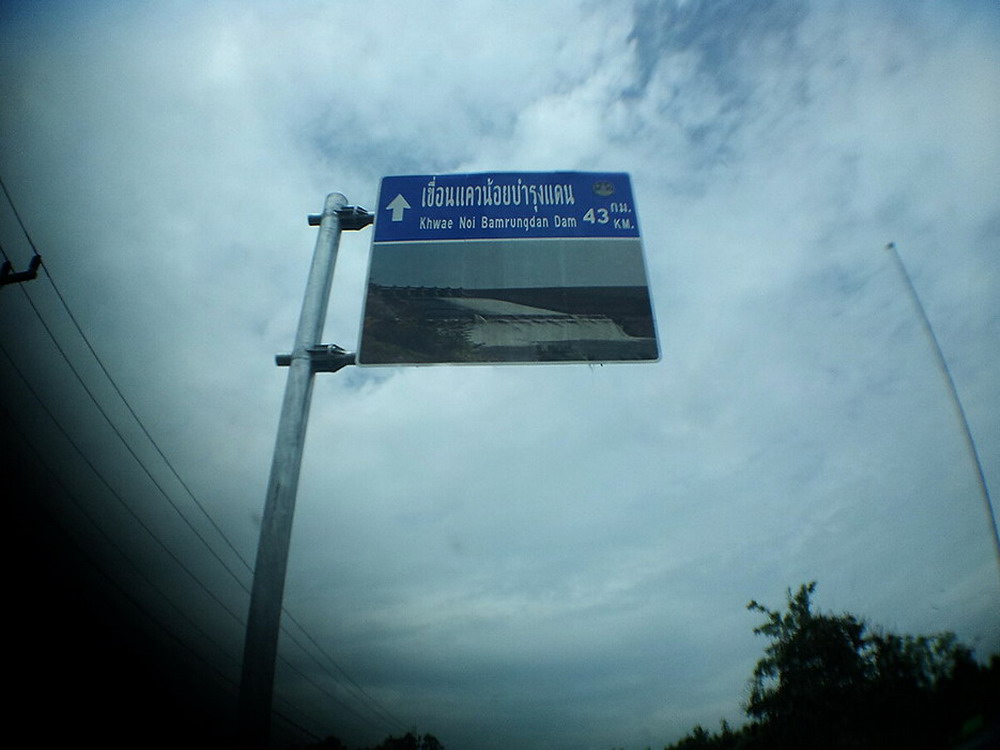 เขื่อนแควน้อยบำรุงแดน
Khwae Noi Bamrungdan Dam
43 กม.
KM.